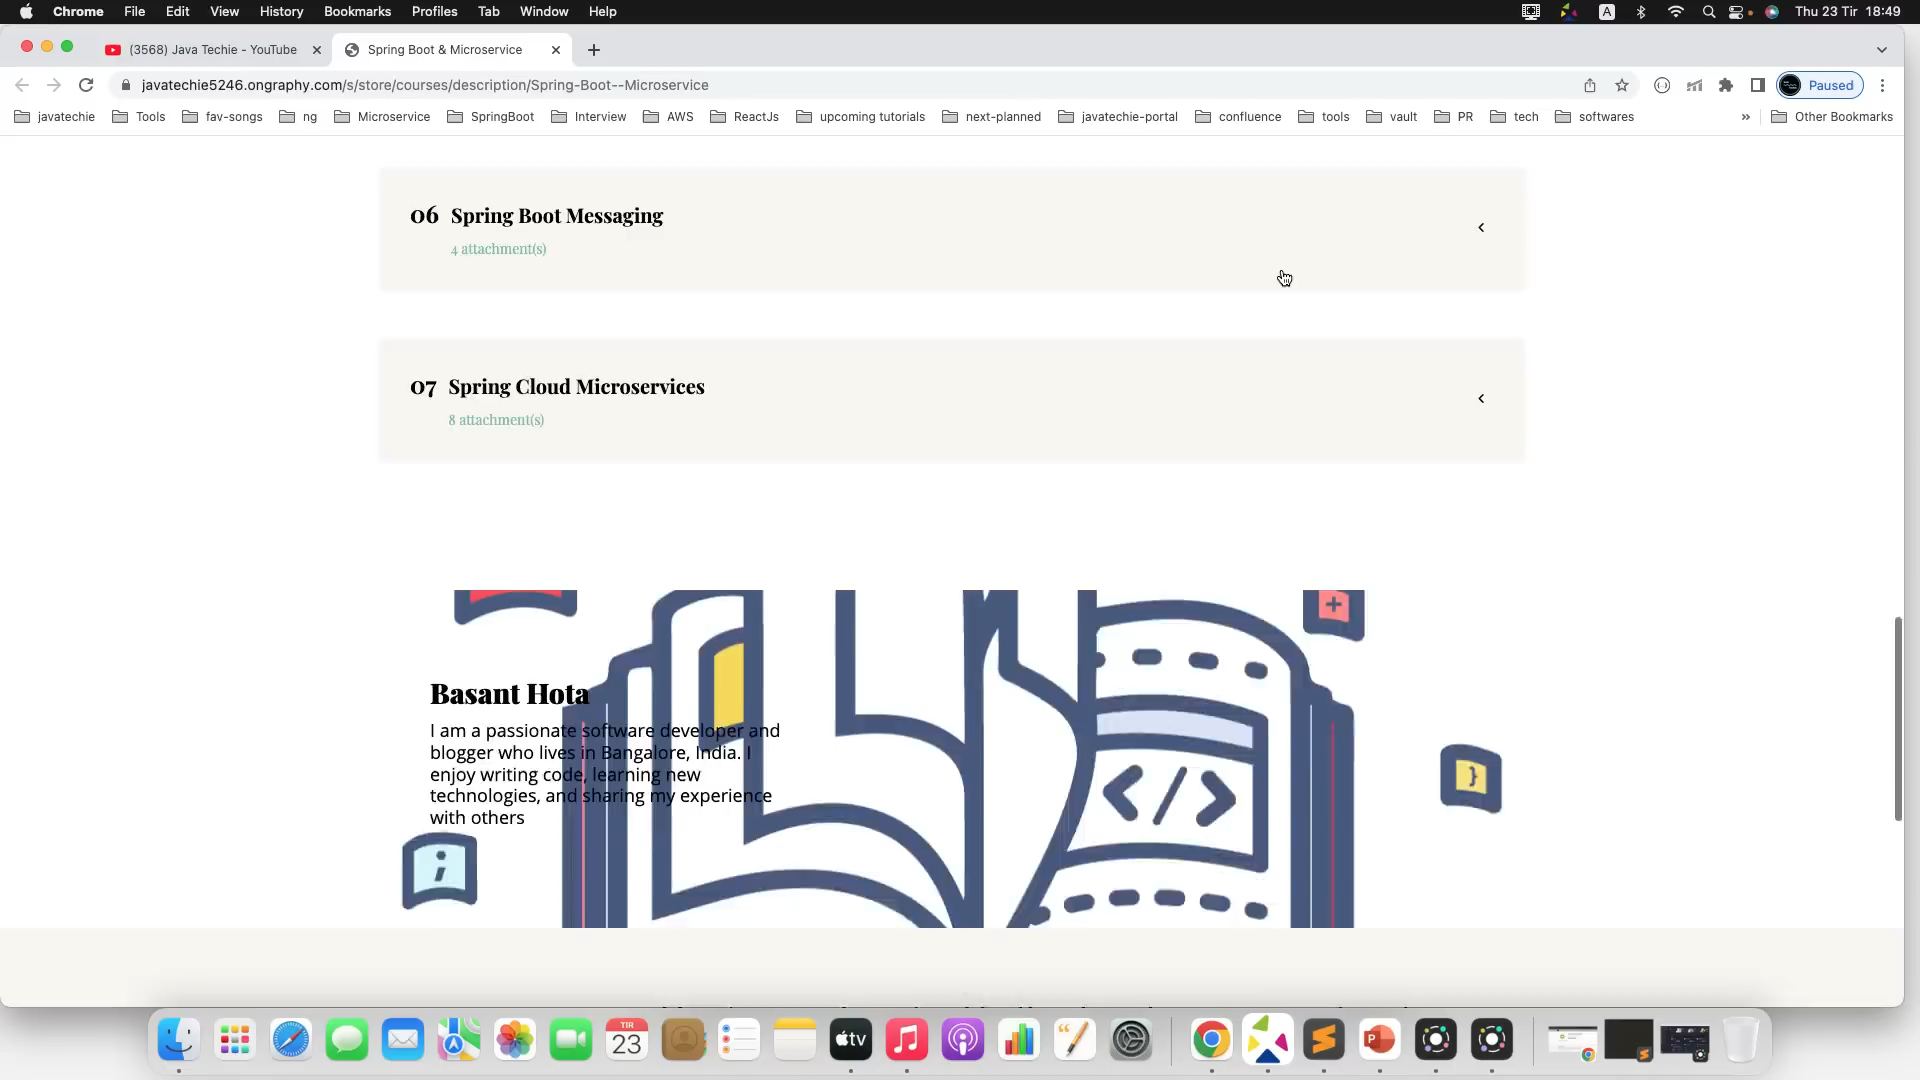 Chrome File Edit View History Bookmarks Profiles Tab Window Help
A
Thu 23 Tir 18:49
(3568) Java Techie - YouTube
Spring Boot & Microservice
javatechie5246.ongraphy.com/s/store/courses/description/Spring-Boot--Microservice
Paused
javatechie Tools fav-songs ng Microservice SpringBoot Interview AWS ReactJs upcoming tutorials next-planned javatechie-portal confluence tools vault PR tech softwares » Other Bookmarks
06 Spring Boot Messaging
4 attachment(s)
07 Spring Cloud Microservices
8 attachment(s)
Basant Hota
I am a passionate software developer and
blogger who lives in Bangalore, India. I
enjoy writing code, learning new
technologies, and sharing my experience
with others
</>
}
i
TIR
23
tv